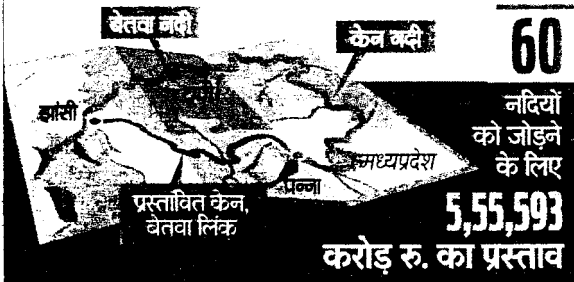 बेतवा नदी
केन नदी
झांसी
पन्ना
मध्यप्रदेश
प्रस्तावित केन,
बेतवा लिंक
60
नदियों
को जोड़ने
के लिए
5,55,593
करोड़ रु. का प्रस्ताव